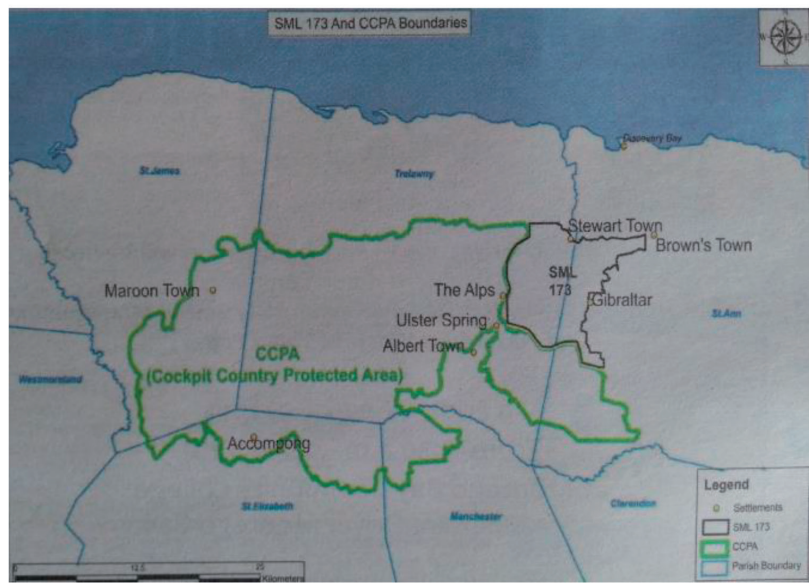 SML 173 And CCPA Boundaries
Discovery Bay
St.James
Trelawny
Stewart Town
Brown's Town
SML
173
Maroon Town
The Alps
Gibraltar
St.Ann
Ulster Spring
Albert Town
CCPA
(Cockpit Country Protected Area)
Westmoreland
Accompong
St.Elizabeth
Manchester
Clarendon
Legend
Settlements
SML 173
CCPA
Parish Boundary
0
12.5
25
Kilometers